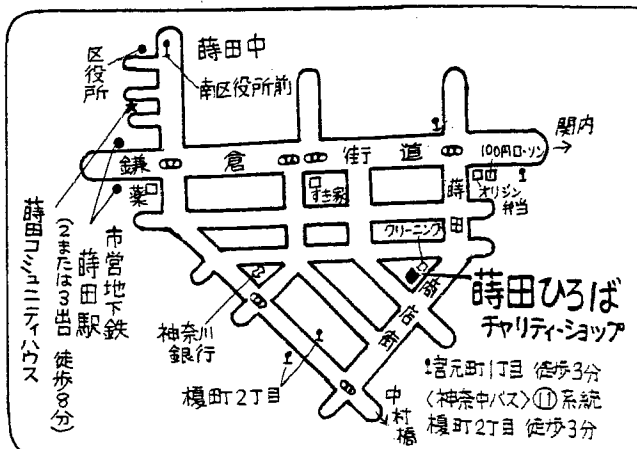 区役所
蒔田中
南区役所前
関内
鎌倉街道
100円ローソン
オリジン
弁当
薬
すき家
蒔田
商店街
クリーニング
蒔田ひろば
チャリティ・ショップ
神奈川
銀行
市営地下鉄
蒔田駅
(2または3出口 徒歩8分)
蒔田コミュニティハウス
榎町2丁目
中村橋
宮元町1丁目 徒歩3分
〈神奈中バス〉⑪系統
榎町2丁目 徒歩3分